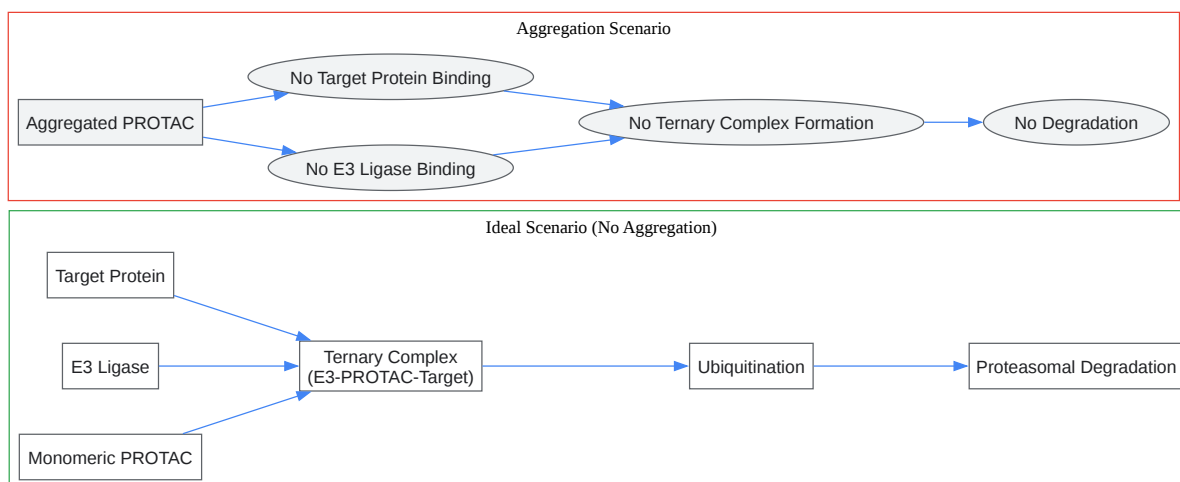 Aggregation Scenario
No Target Protein Binding
Aggregated PROTAC
No Ternary Complex Formation
No Degradation
No E3 Ligase Binding
Ideal Scenario (No Aggregation)
Target Protein
E3 Ligase
Ternary Complex
(E3-PROTAC-Target)
Ubiquitination
Proteasomal Degradation
Monomeric PROTAC